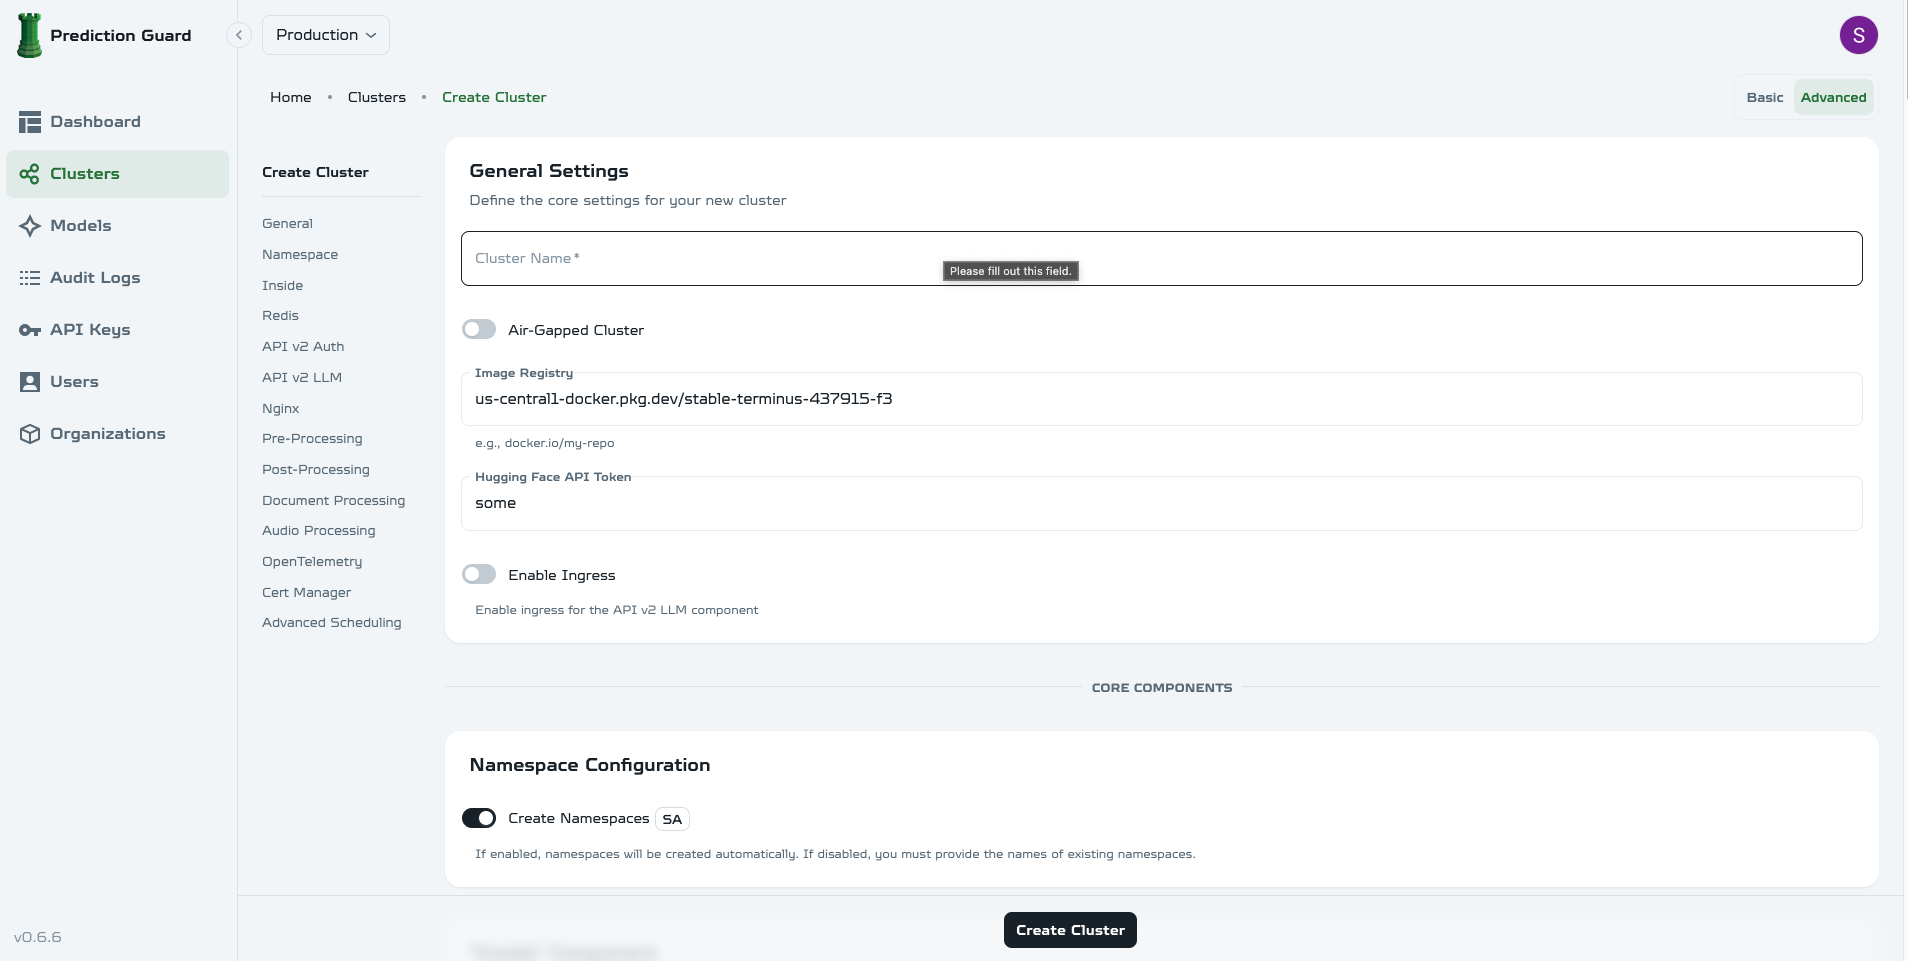 Prediction Guard
Production
S
Dashboard
Clusters
Models
Audit Logs
API Keys
Users
Organizations
v0.6.6
Home • Clusters • Create Cluster
Basic Advanced
Create Cluster
General
Namespace
Inside
Redis
API v2 Auth
API v2 LLM
Nginx
Pre-Processing
Post-Processing
Document Processing
Audio Processing
OpenTelemetry
Cert Manager
Advanced Scheduling
General Settings
Define the core settings for your new cluster
Cluster Name *
Please fill out this field.
Air-Gapped Cluster
Image Registry
us-central1-docker.pkg.dev/stable-terminus-437915-f3
e.g., docker.io/my-repo
Hugging Face API Token
some
Enable Ingress
Enable ingress for the API v2 LLM component
CORE COMPONENTS
Namespace Configuration
Create Namespaces SA
If enabled, namespaces will be created automatically. If disabled, you must provide the names of existing namespaces.
Create Cluster